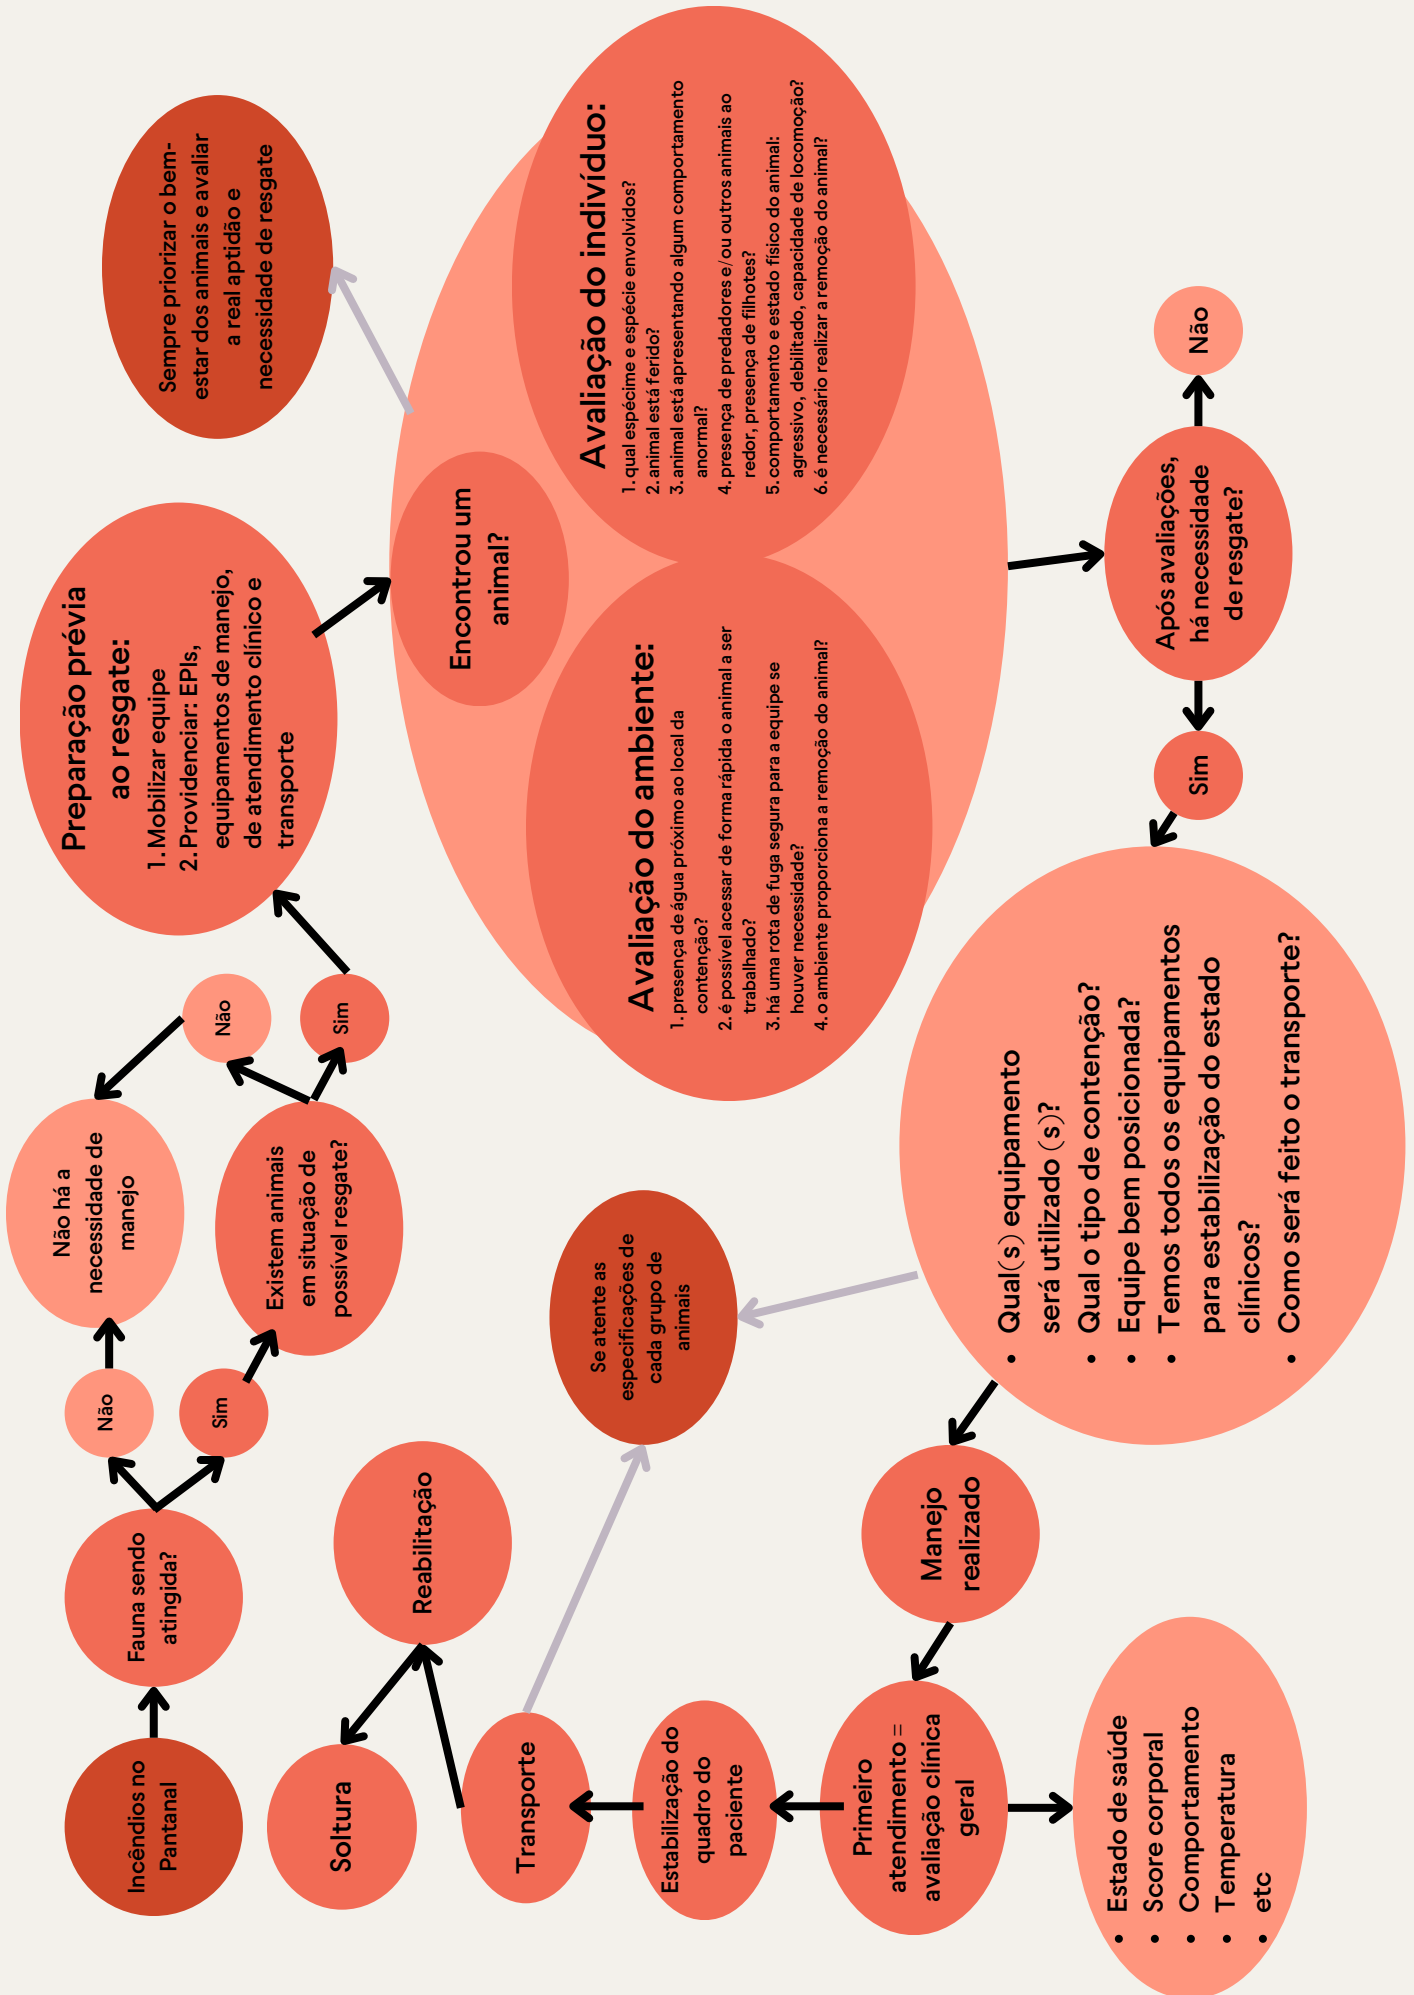 Incêndios no
Pantanal
Fauna sendo
atingida?
Não
Sim
Não há a
necessidade de
manejo
Existem animais
em situação de
possível resgate?
Não
Sim
Preparação prévia
ao resgate:
1. Mobilizar equipe
2. Providenciar: EPIs,
equipamentos de manejo,
de atendimento clínico e
transporte
Sempre priorizar o bem-
estar dos animais e avaliar
a real aptidão e
necessidade de resgate
Encontrou um
animal?
Avaliação do ambiente:
1. presença de água próximo ao local da
contenção?
2. é possível acessar de forma rápida o animal a ser
trabalhado?
3. há uma rota de fuga segura para a equipe se
houver necessidade?
4. o ambiente proporciona a remoção do animal?
Avaliação do indivíduo:
1. qual espécime e espécie envolvidos?
2. animal está ferido?
3. animal está apresentando algum comportamento
anormal?
4. presença de predadores e/ou outros animais ao
redor, presença de filhotes?
5. comportamento e estado físico do animal:
agressivo, debilitado, capacidade de locomoção?
6. é necessário realizar a remoção do animal?
Após avaliações,
há necessidade
de resgate?
Não
Sim
• Qual(s) equipamento
será utilizado (s)?
• Qual o tipo de contenção?
• Equipe bem posicionada?
• Temos todos os equipamentos
para estabilização do estado
clínicos?
• Como será feito o transporte?
Se atente as
especificações de
cada grupo de
animais
Manejo
realizado
Primeiro
atendimento =
avaliação clínica
geral
• Estado de saúde
• Score corporal
• Comportamento
• Temperatura
• etc
Estabilização do
quadro do
paciente
Transporte
Reabilitação
Soltura